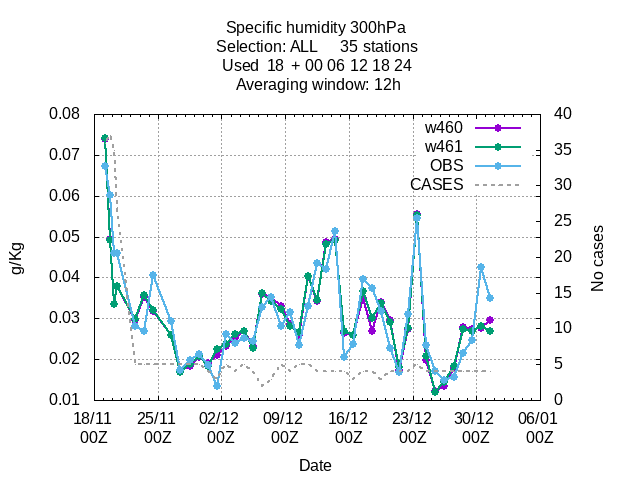 Specific humidity 300hPa
Selection: ALL 35 stations
Used 18 + 00 06 12 18 24
Averaging window: 12h
0.08
0.07
0.06
0.05
0.04
0.03
0.02
0.01
g/Kg
40
35
30
25
20
15
10
5
0
No cases
w460
w461
OBS
CASES
18/11 25/11 02/12 09/12 16/12 23/12 30/12 06/01
00Z 00Z 00Z 00Z 00Z 00Z 00Z 00Z
Date